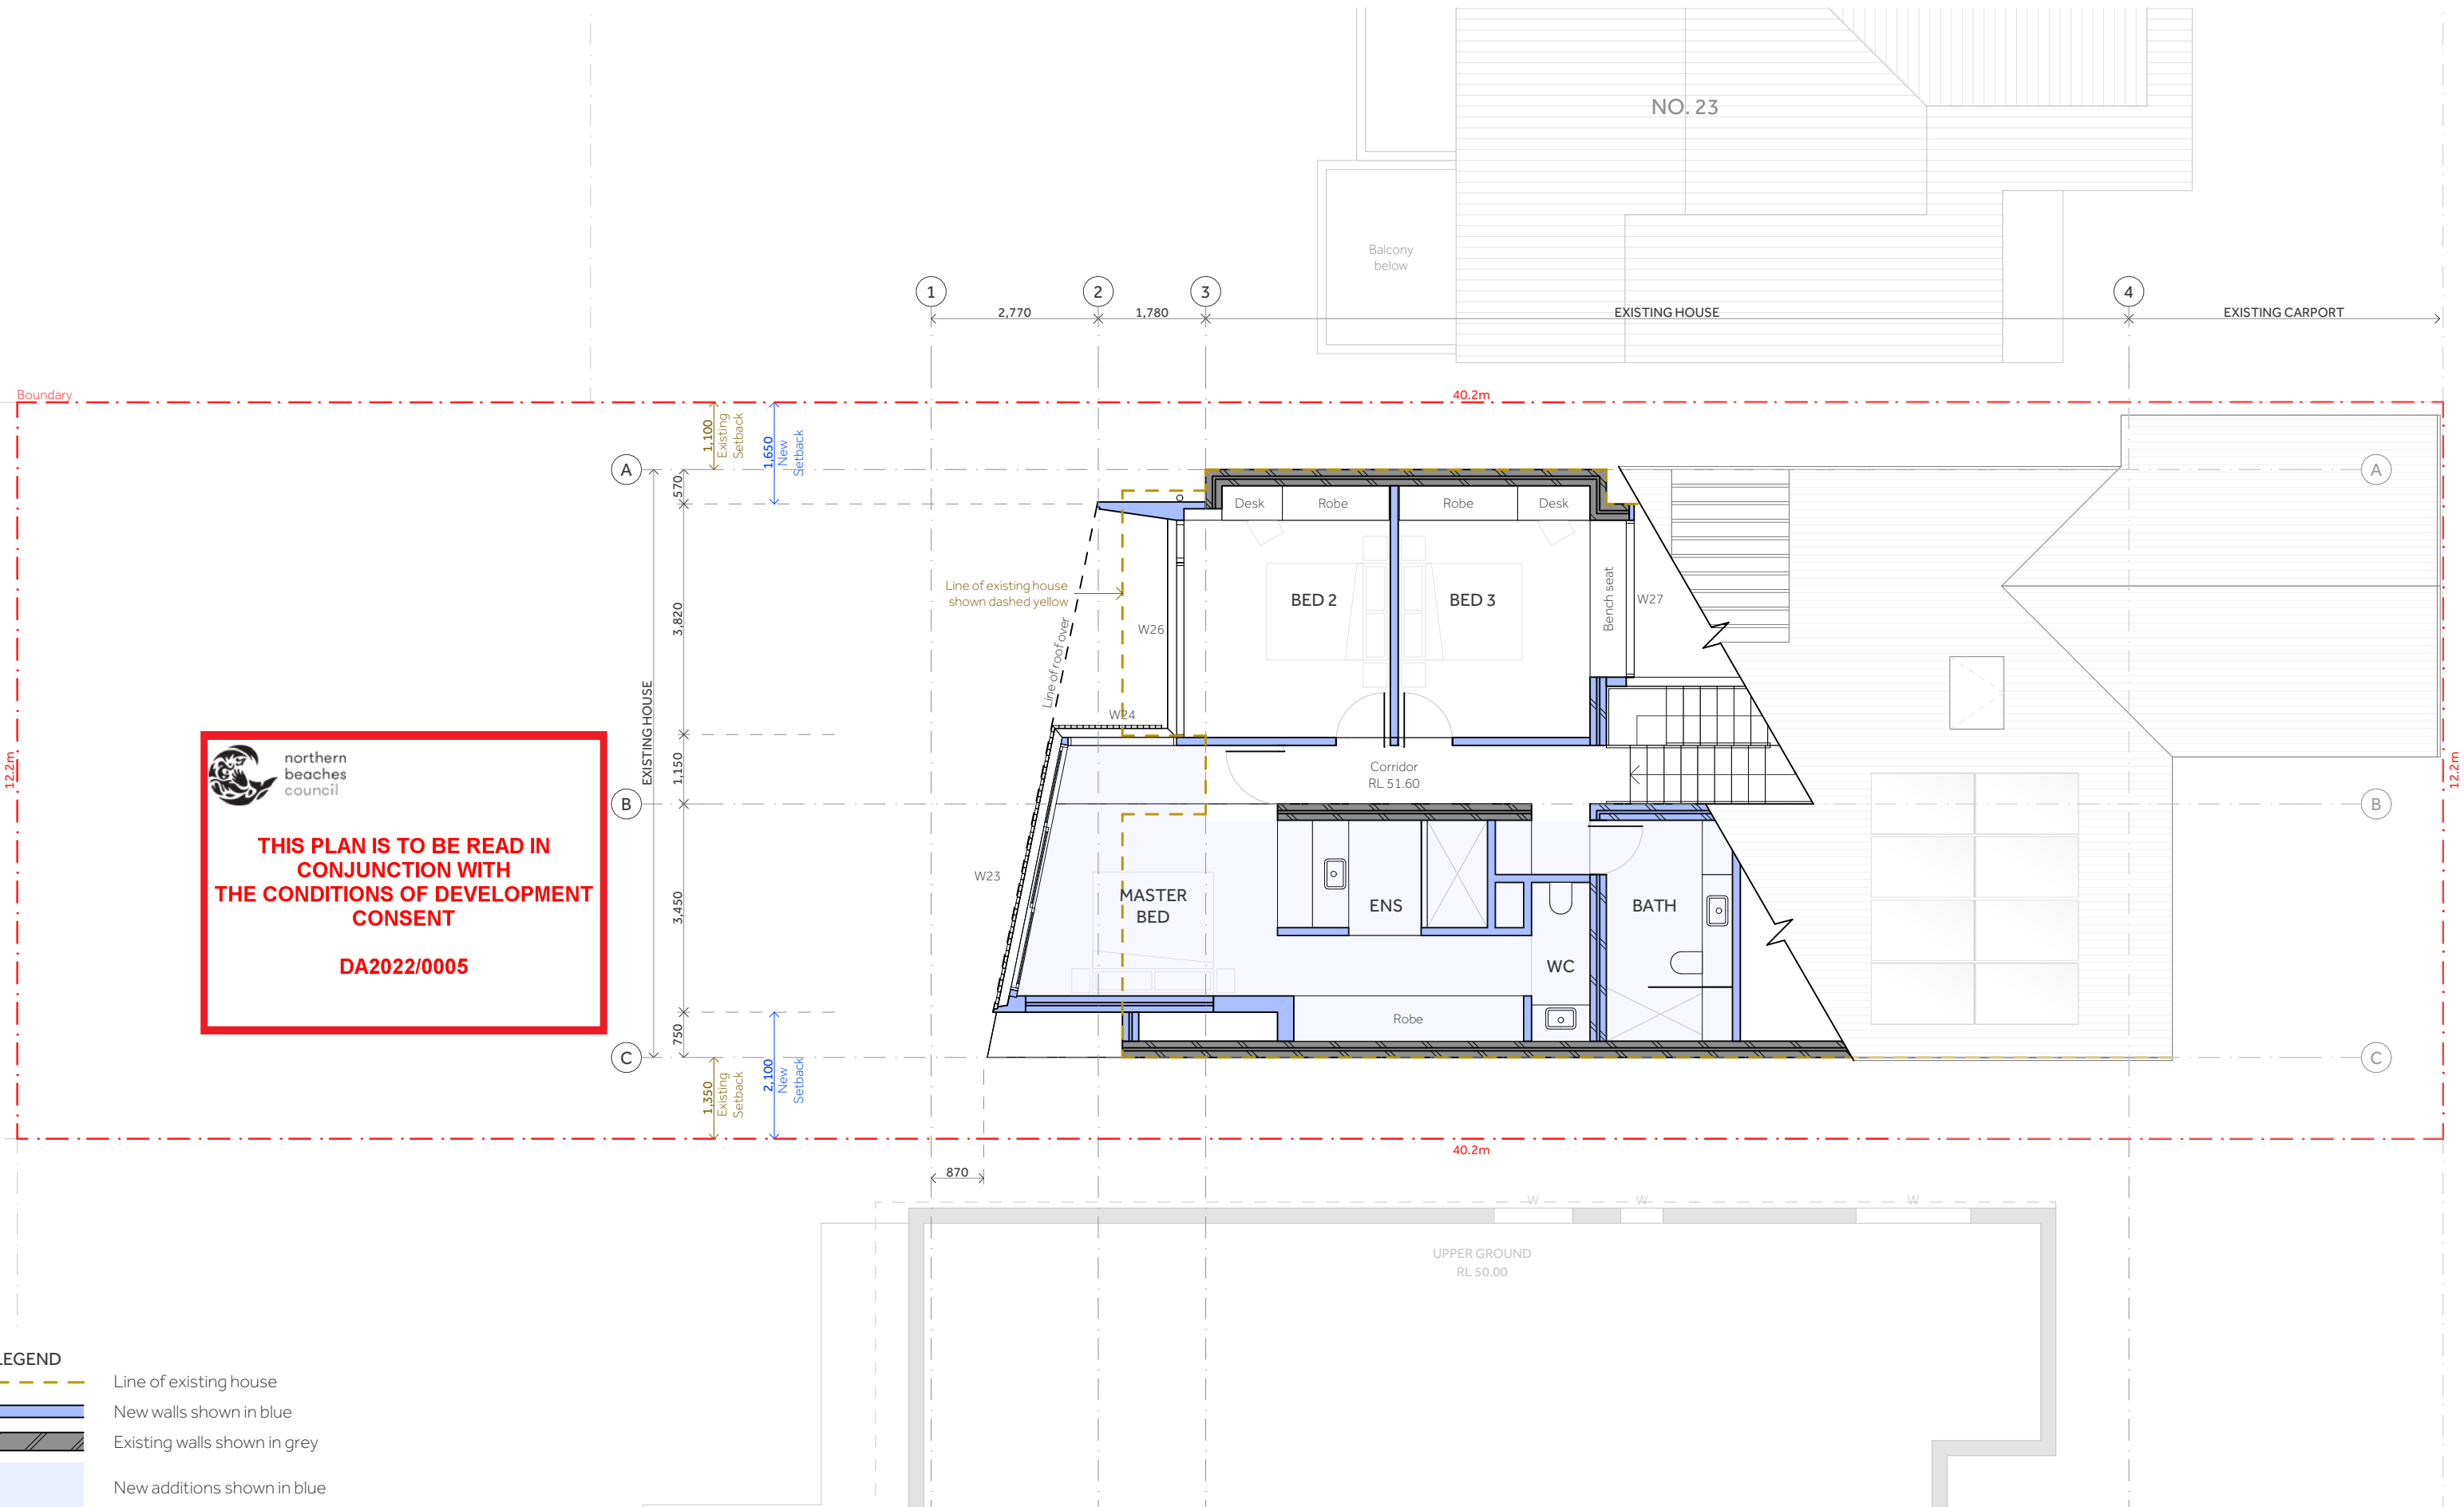 NO. 23
Balcony
below
1
2
3
4
2,770
1,780
EXISTING HOUSE
EXISTING CARPORT
Boundary
40.2m
1,100
Existing
Setback
1,650
New
Setback
A
570
A
Desk
Robe
Robe
Desk
Line of existing house
shown dashed yellow
3,820
Line of roof over
W26
BED 2
BED 3
Bench seat
W27
W24
EXISTING HOUSE
12.2m
1,150
Corridor
RL 51.60
12.2m
B
B
northern
beaches
council
THIS PLAN IS TO BE READ IN
CONJUNCTION WITH
THE CONDITIONS OF DEVELOPMENT
CONSENT
DA2022/0005
W23
3,450
MASTER
BED
ENS
BATH
WC
Robe
750
C
C
1,350
Existing
Setback
2,100
New
Setback
40.2m
870
W
W
W
UPPER GROUND
RL 50.00
LEGEND
Line of existing house
New walls shown in blue
Existing walls shown in grey
New additions shown in blue